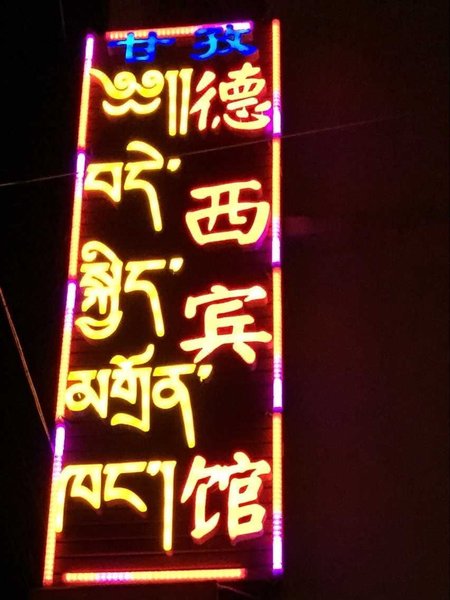 甘孜
༄༅།།
བདེ་
སྐྱིད་
མགྲོན་
ཁང་།
德西宾馆